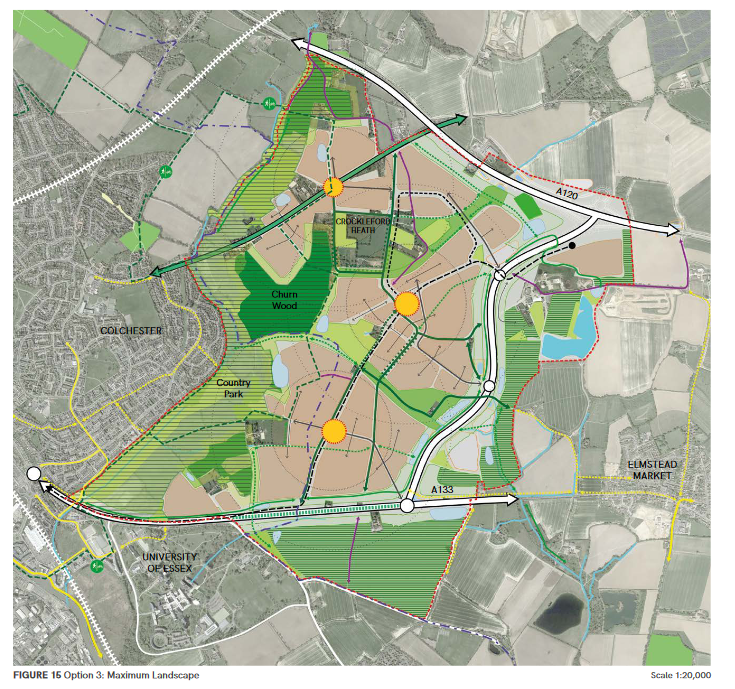 A120
CROCKLEFORD
HEATH
Churn
Wood
COLCHESTER
Country
Park
ELMSTEAD
MARKET
A133
UNIVERSITY
OF ESSEX
FIGURE 15 Option 3: Maximum Landscape
Scale 1:20,000